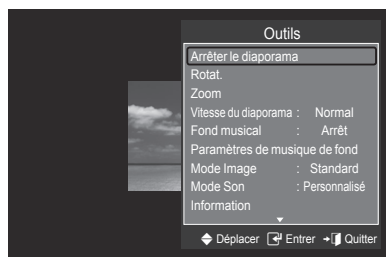 Outils
Arrêter le diaporama
Rotat.
Zoom
Vitesse du diaporama : Normal
Fond musical : Arrêt
Paramètres de musique de fond
Mode Image : Standard
Mode Son : Personnalisé
Information
Déplacer Entrer Quitter